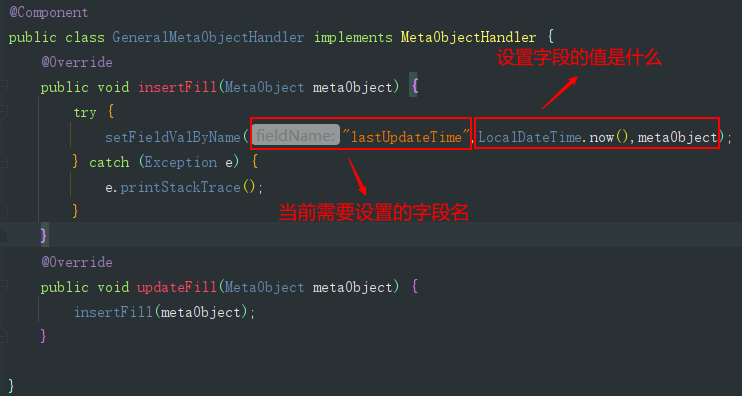 @Component
public class GeneralMetaObjectHandler implements MetaObjectHandler {
@Override
设置字段的值是什么
public void insertFill(MetaObject metaObject) {
try {
setFieldValByName( fieldName: "lastUpdateTime",LocalDateTime.now(),metaObject);
} catch (Exception e) {
e.printStackTrace();
}
当前需要设置的字段名
}
@Override
public void updateFill(MetaObject metaObject) {
insertFill(metaObject);
}
}